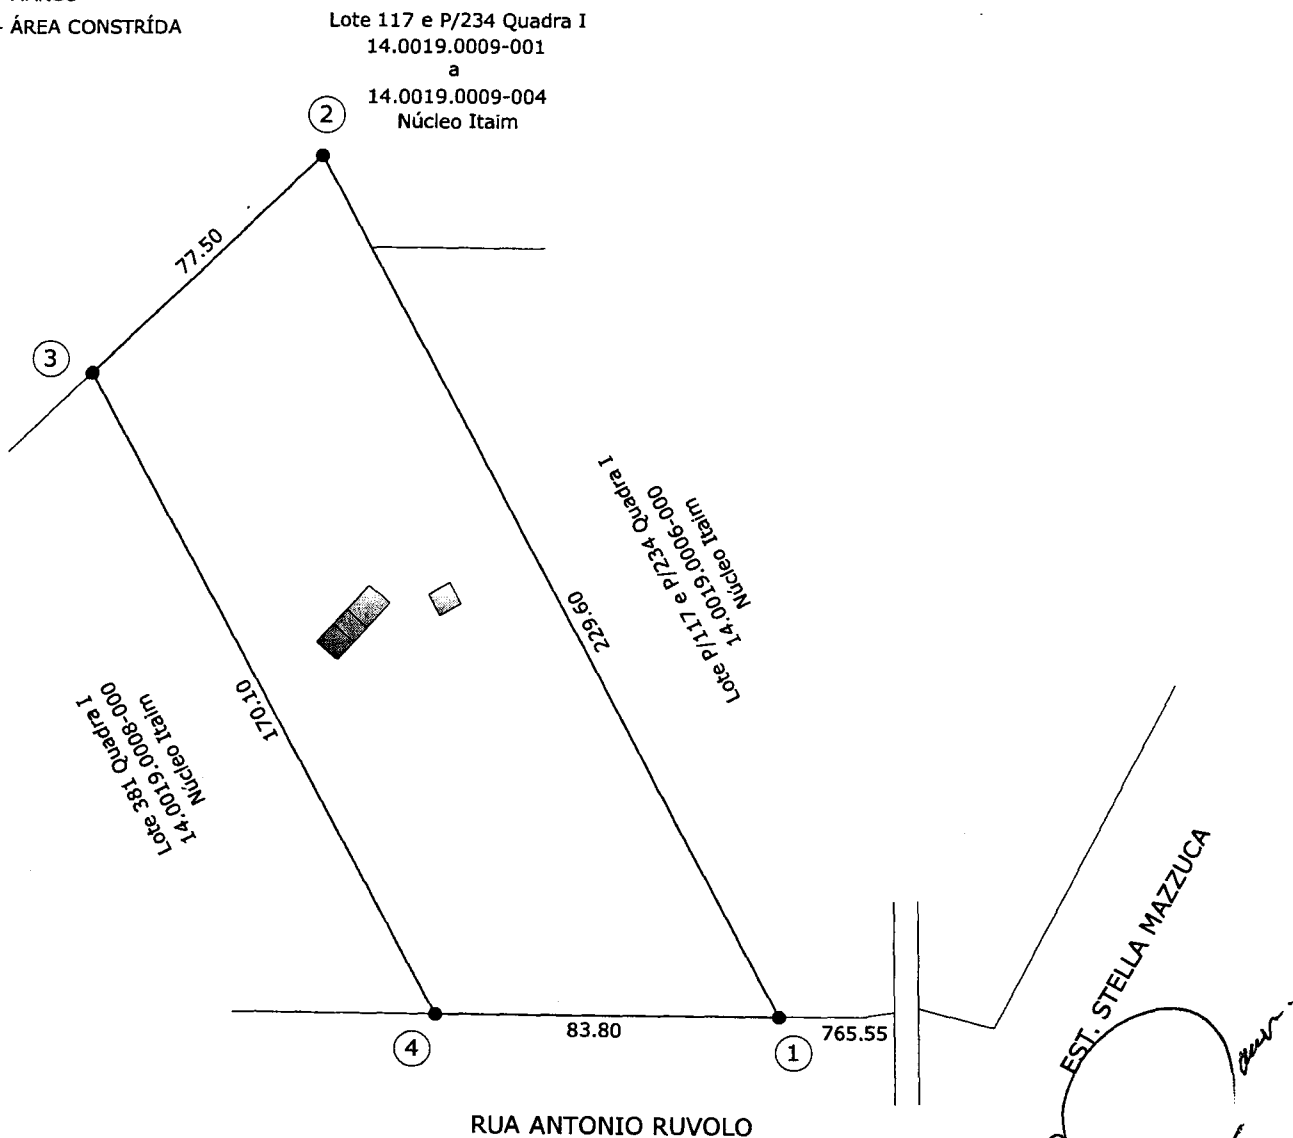 - ÁREA CONSTRÍDA
Lote 117 e P/234 Quadra I
14.0019.0009-001
a
14.0019.0009-004
Núcleo Itaim
2
77.50
3
Lote P/117 e P/234 Quadra I
14.0019.0006-000
Núcleo Itaim
229.60
170.10
Lote 381 Quadra I
14.0019.0008-000
Núcleo Itaim
EST. STELLA MAZZUCA
83.80
765.55
4
1
RUA ANTONIO RUVOLO